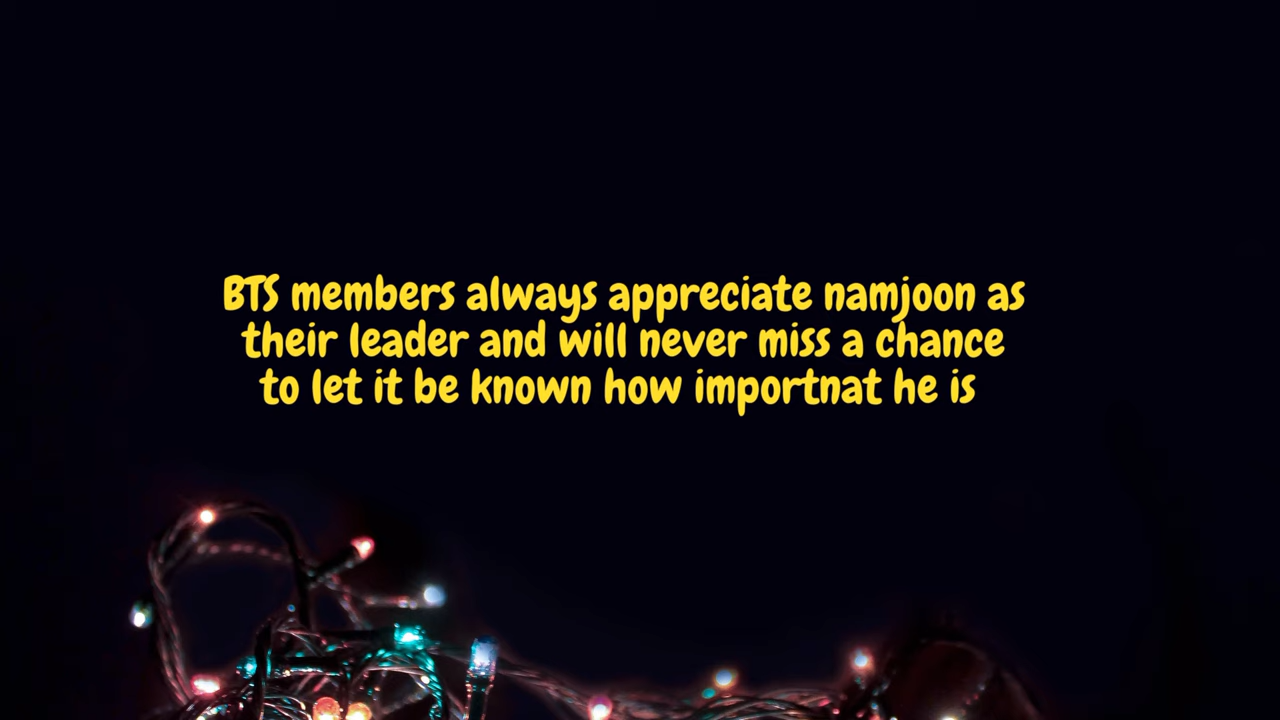 BTS members always appreciate namjoon as
their leader and will never miss a chance
to let it be known how importnat he is